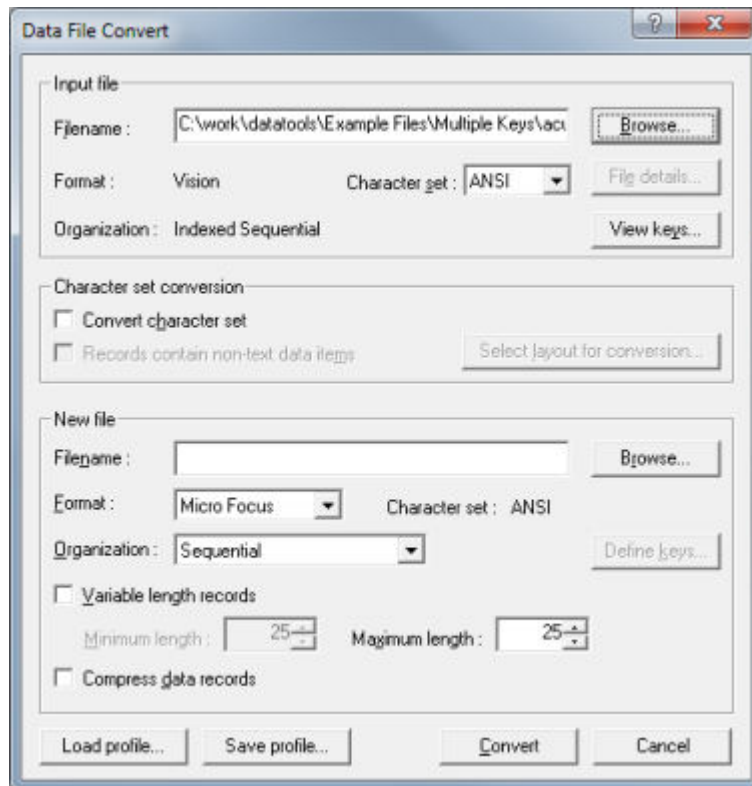 Data File Convert
Input file
Filename : C:\work\datatools\Example Files\Multiple Keys\acu Browse...
Format : Vision Character set : ANSI File details...
Organization : Indexed Sequential View keys...
Character set conversion
Convert character set
Records contain non-text data items Select layout for conversion...
New file
Filename : Browse...
Format : Micro Focus Character set : ANSI
Organization : Sequential Define keys...
Variable length records
Minimum length : 25 Maximum length : 25
Compress data records
Load profile... Save profile... Convert Cancel